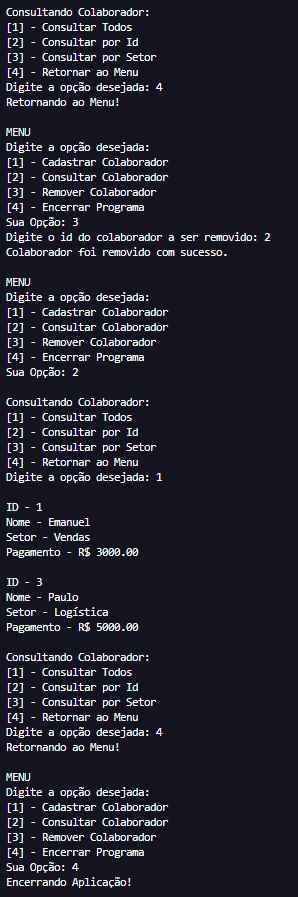 Consultando Colaborador:
[1] - Consultar Todos
[2] - Consultar por Id
[3] - Consultar por Setor
[4] - Retornar ao Menu
Digite a opção desejada: 4
Retornando ao Menu!
MENU
Digite a opção desejada:
[1] - Cadastrar Colaborador
[2] - Consultar Colaborador
[3] - Remover Colaborador
[4] - Encerrar Programa
Sua Opção: 3
Digite o id do colaborador a ser removido: 2
Colaborador foi removido com sucesso.
MENU
Digite a opção desejada:
[1] - Cadastrar Colaborador
[2] - Consultar Colaborador
[3] - Remover Colaborador
[4] - Encerrar Programa
Sua Opção: 2
Consultando Colaborador:
[1] - Consultar Todos
[2] - Consultar por Id
[3] - Consultar por Setor
[4] - Retornar ao Menu
Digite a opção desejada: 1
ID - 1
Nome - Emanuel
Setor - Vendas
Pagamento - R$ 3000.00
ID - 3
Nome - Paulo
Setor - Logística
Pagamento - R$ 5000.00
Consultando Colaborador:
[1] - Consultar Todos
[2] - Consultar por Id
[3] - Consultar por Setor
[4] - Retornar ao Menu
Digite a opção desejada: 4
Retornando ao Menu!
MENU
Digite a opção desejada:
[1] - Cadastrar Colaborador
[2] - Consultar Colaborador
[3] - Remover Colaborador
[4] - Encerrar Programa
Sua Opção: 4
Encerrando Aplicação!